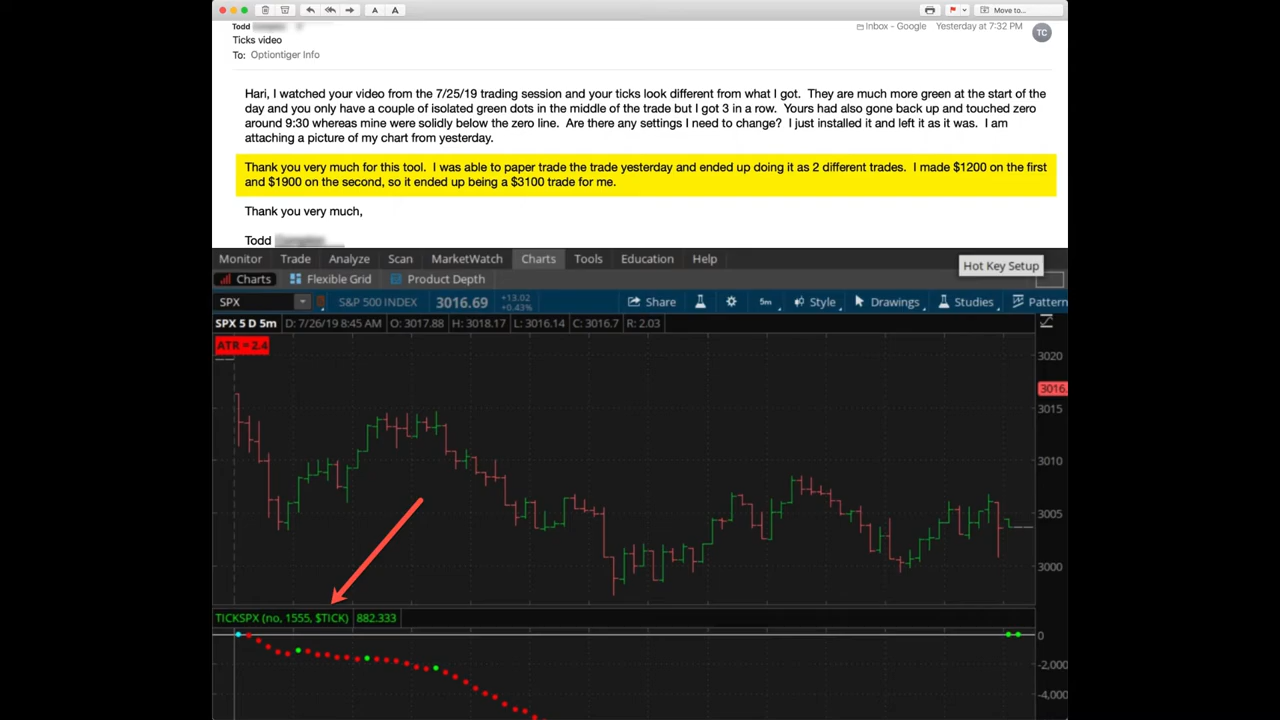 A A Move to...
Todd
Inbox - Google Yesterday at 7:32 PM
TC
Ticks video
To: Optiontiger Info
Hari, I watched your video from the 7/25/19 trading session and your ticks look different from what I got. They are much more green at the start of the
day and you only have a couple of isolated green dots in the middle of the trade but I got 3 in a row. Yours had also gone back up and touched zero
around 9:30 whereas mine were solidly below the zero line. Are there any settings I need to change? I just installed it and left it as it was. I am
attaching a picture of my chart from yesterday.
Thank you very much for this tool. I was able to paper trade the trade yesterday and ended up doing it as 2 different trades. I made $1200 on the first
and $1900 on the second, so it ended up being a $3100 trade for me.
Thank you very much,
Todd
Monitor Trade Analyze Scan MarketWatch Charts Tools Education Help
Hot Key Setup
Charts Flexible Grid Product Depth
SPX S&P 500 INDEX 3016.69 +13.02 +0.43% Share 5m Style Drawings Studies Pattern
SPX 5 D 5m D: 7/26/19 8:45 AM O: 3017.88 H: 3018.17 L: 3016.14 C: 3016.7 R: 2.03
ATR = 2.4
3020
3016.
3015
3010
3005
3000
TICKSPX (no, 1555, $TICK) 882.333
0
-2,000
-4,000